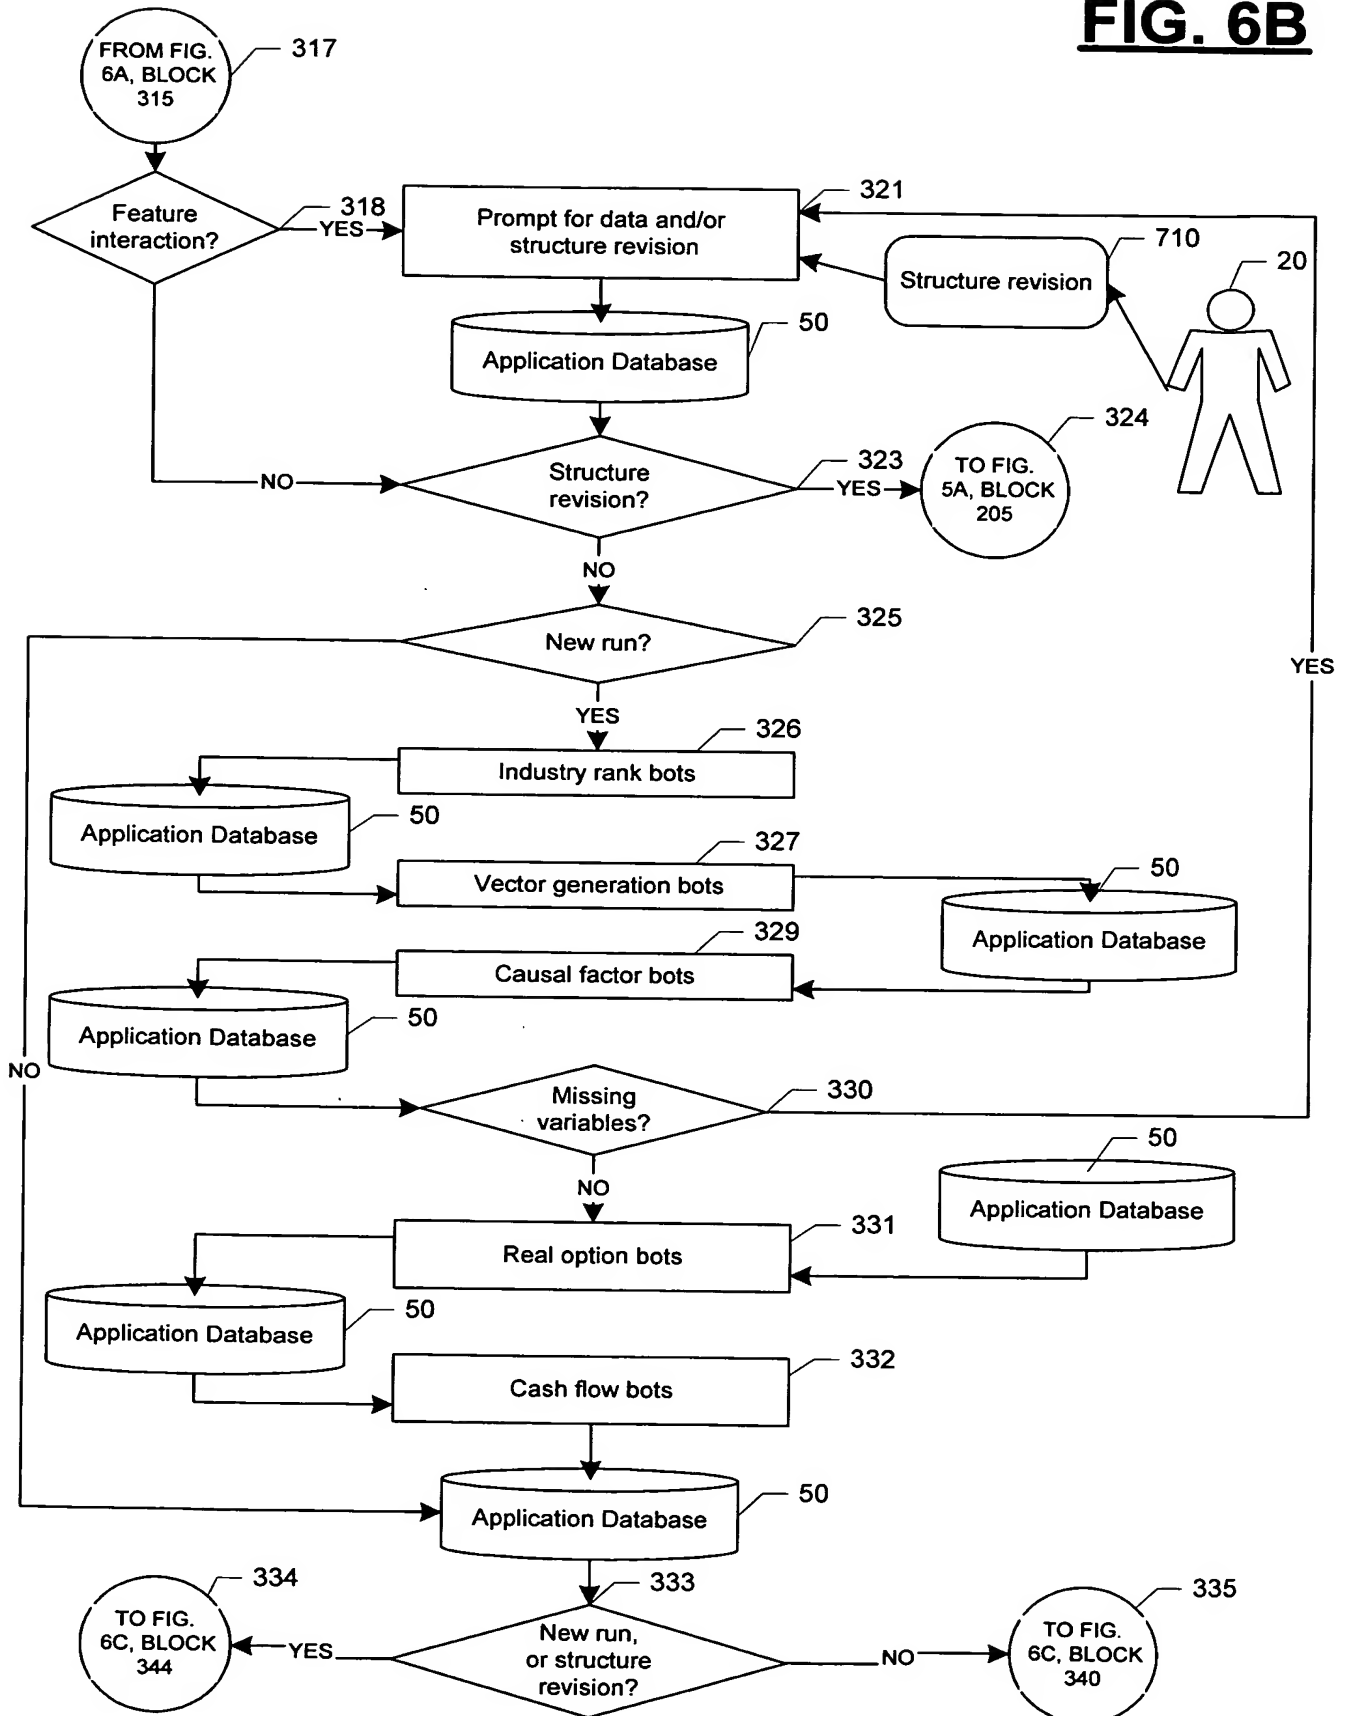 FIG. 6B
FROM FIG.
6A, BLOCK
315
317
Feature
interaction?
318
YES
Prompt for data and/or
structure revision
321
Structure revision
710
20
Application Database
50
NO
Structure
revision?
323
YES
TO FIG.
5A, BLOCK
205
324
NO
New run?
325
YES
YES
Industry rank bots
326
Application Database
50
Vector generation bots
327
Application Database
50
Causal factor bots
329
Application Database
50
NO
Missing
variables?
330
NO
Application Database
50
Real option bots
331
Application Database
50
Cash flow bots
332
Application Database
50
333
New run,
or structure
revision?
YES
TO FIG.
6C, BLOCK
344
334
NO
TO FIG.
6C, BLOCK
340
335